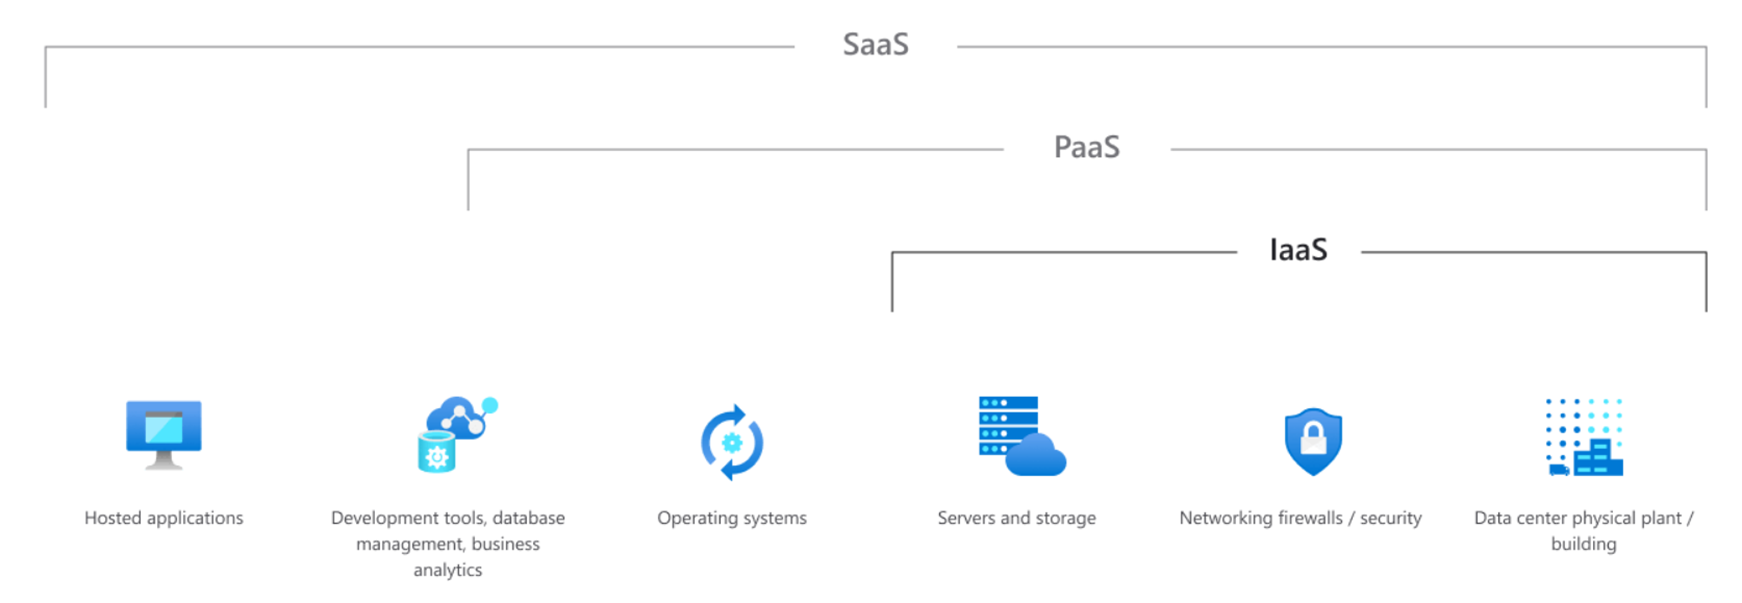 SaaS
PaaS
IaaS
Hosted applications
Development tools, database
management, business
analytics
Operating systems
Servers and storage
Networking firewalls / security
Data center physical plant /
building